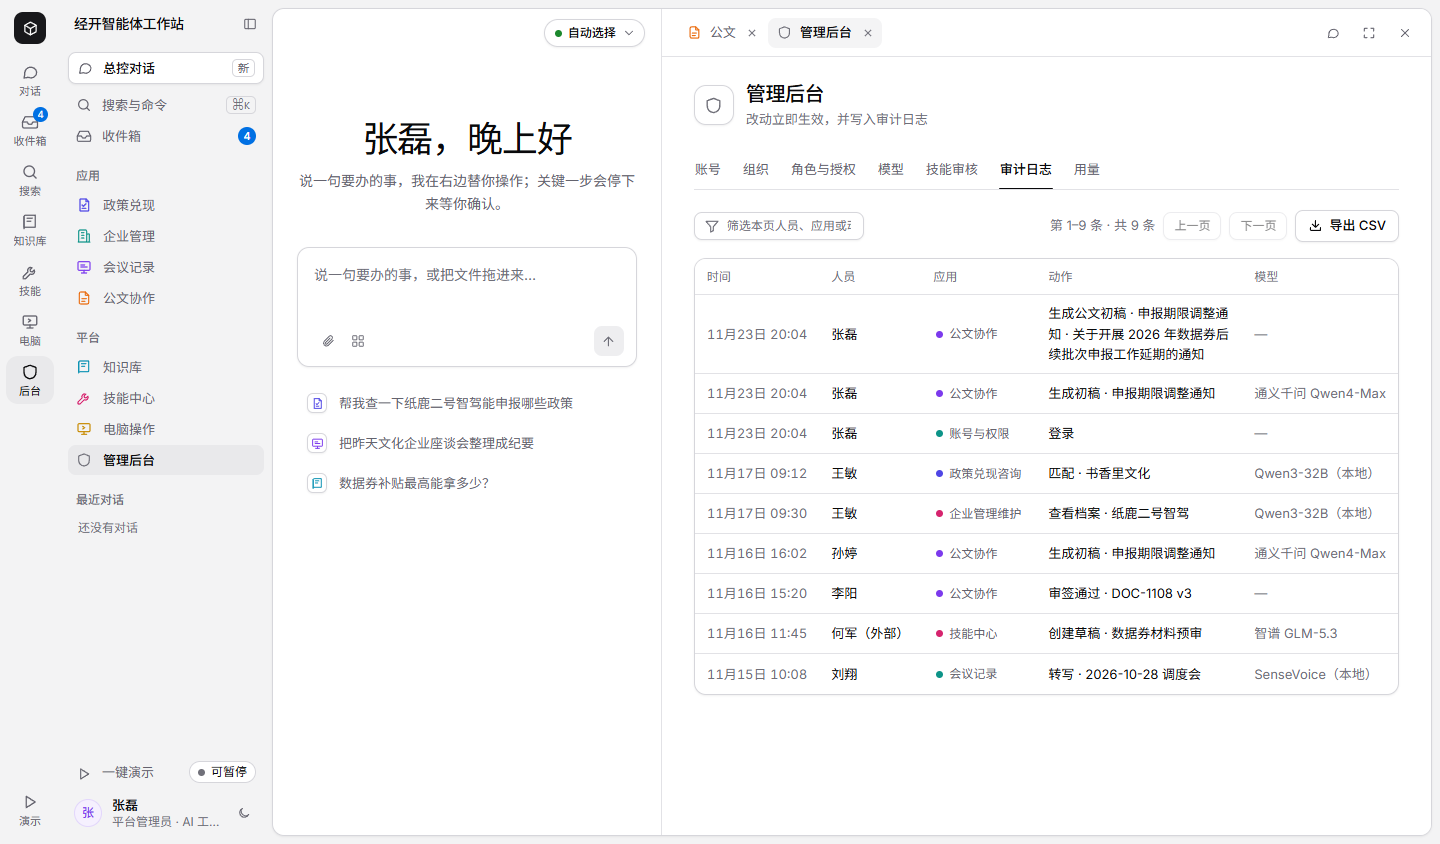 对话
4
收件箱
搜索
知识库
技能
电脑
后台
演示
经开智能体工作站
总控对话 新
搜索与命令 ⌘K
收件箱 4
应用
政策兑现
企业管理
会议记录
公文协作
平台
知识库
技能中心
电脑操作
管理后台
最近对话
还没有对话
一键演示 可暂停
张 张磊
平台管理员 · AI 工...
自动选择
张磊，晚上好
说一句要办的事，我在右边替你操作；关键一步会停下
来等你确认。
说一句要办的事，或把文件拖进来...
帮我查一下纸鹿二号智驾能申报哪些政策
把昨天文化企业座谈会整理成纪要
数据券补贴最高能拿多少？
公文 管理后台
管理后台
改动立即生效，并写入审计日志
账号 组织 角色与授权 模型 技能审核 审计日志 用量
筛选本页人员、应用或 第 1–9 条 · 共 9 条 上一页 下一页 导出 CSV
时间 人员 应用 动作 模型
11月23日 20:04 张磊 公文协作 生成公文初稿 · 申报期限调整通
知 · 关于开展 2026 年数据券后
续批次申报工作延期的通知 —
11月23日 20:04 张磊 公文协作 生成初稿 · 申报期限调整通知 通义千问 Qwen4-Max
11月23日 20:04 张磊 账号与权限 登录 —
11月17日 09:12 王敏 政策兑现咨询 匹配 · 书香里文化 Qwen3-32B（本地）
11月17日 09:30 王敏 企业管理维护 查看档案 · 纸鹿二号智驾 Qwen3-32B（本地）
11月16日 16:02 孙婷 公文协作 生成初稿 · 申报期限调整通知 通义千问 Qwen4-Max
11月16日 15:20 李阳 公文协作 审签通过 · DOC-1108 v3 —
11月16日 11:45 何军（外部） 技能中心 创建草稿 · 数据券材料预审 智谱 GLM-5.3
11月15日 10:08 刘翔 会议记录 转写 · 2026-10-28 调度会 SenseVoice（本地）